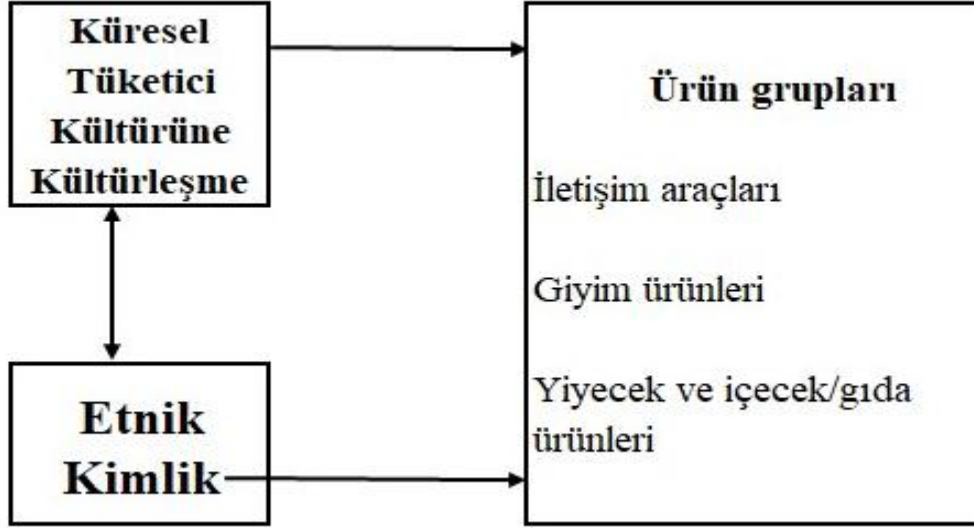 Küresel
Tüketici
Kültürüne
Kültürleşme
Etnik
Kimlik
Ürün grupları
İletişim araçları
Giyim ürünleri
Yiyecek ve içecek/gıda
ürünleri